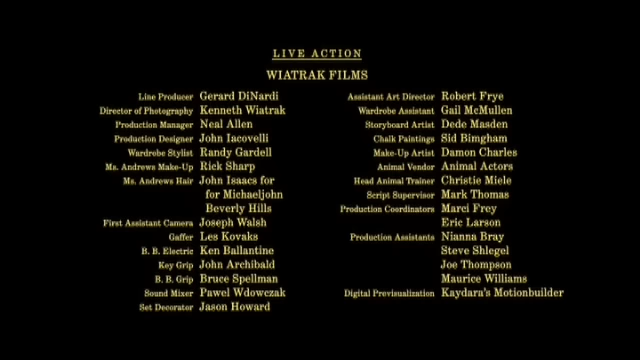 LIVE ACTION
WIATRAK FILMS
Line Producer Gerard DiNardi
Director of Photography Kenneth Wiatrak
Production Manager Neal Allen
Production Designer John Iacovelli
Wardrobe Stylist Randy Gardell
Ms. Andrews Make-Up Rick Sharp
Ms. Andrews Hair John Isaacs for
for Michaeljohn
Beverly Hills
First Assistant Camera Joseph Walsh
Gaffer Les Kovaks
B. B. Electric Ken Ballantine
Key Grip John Archibald
B. B. Grip Bruce Spellman
Sound Mixer Pawel Wdowczak
Set Decorator Jason Howard
Assistant Art Director Robert Frye
Wardrobe Assistant Gail McMullen
Storyboard Artist Dede Masden
Chalk Paintings Sid Bimgham
Make-Up Artist Damon Charles
Animal Vendor Animal Actors
Head Animal Trainer Christie Miele
Script Supervisor Mark Thomas
Production Coordinators Marci Frey
Eric Larson
Production Assistants Nianna Bray
Steve Shlegel
Joe Thompson
Maurice Williams
Digital Previsualization Kaydara's Motionbuilder